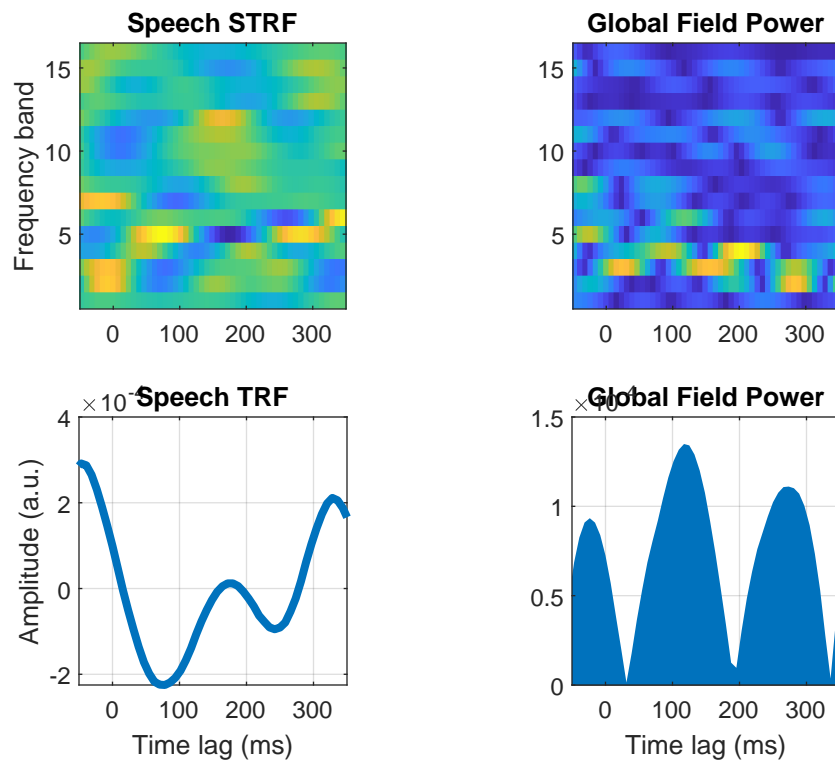 Speech STRF
Frequency band
15
10
5
0 100 200 300
Global Field Power
15
10
5
0 100 200 300
Speech TRF
× 10-4
Amplitude (a.u.)
4
2
0
-2
0 100 200 300
Time lag (ms)
Global Field Power
1.5
1
0.5
0
0 100 200 300
Time lag (ms)